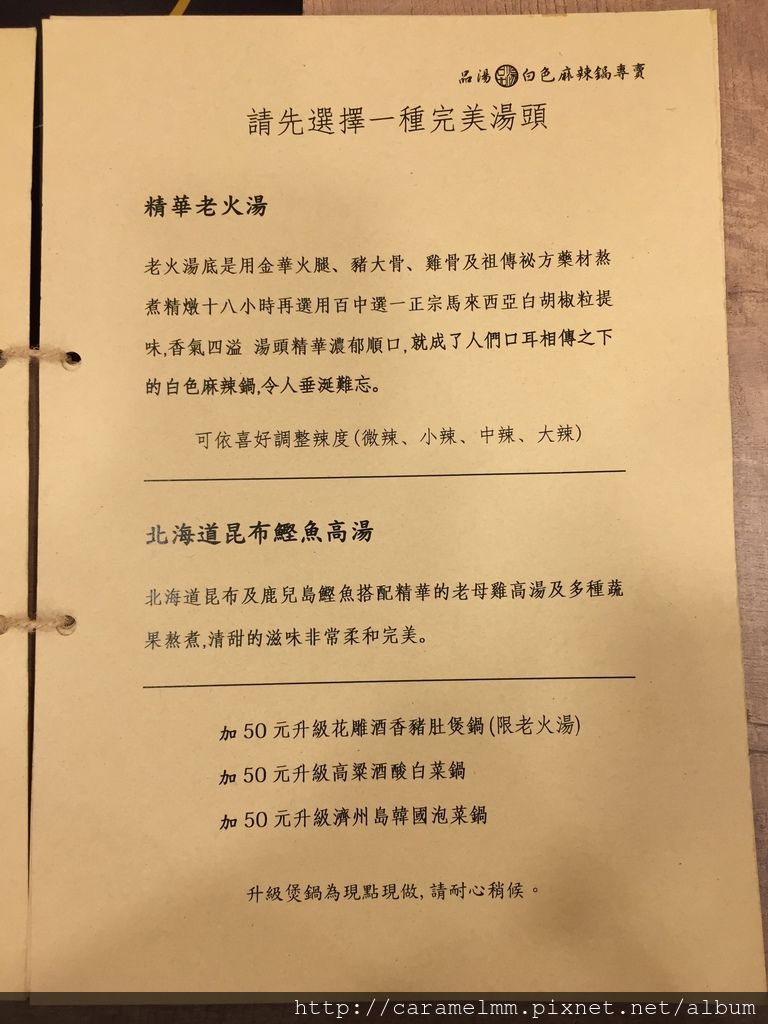 品湯 白色麻辣鍋專賣
請先選擇一種完美湯頭
精華老火湯
老火湯底是用金華火腿、豬大骨、雞骨及祖傳祕方藥材熬
煮精燉十八小時再選用百中選一正宗馬來西亞白胡椒粒提
味,香氣四溢 湯頭精華濃郁順口,就成了人們口耳相傳之下
的白色麻辣鍋,令人垂涎難忘。
可依喜好調整辣度(微辣、小辣、中辣、大辣)
北海道昆布鰹魚高湯
北海道昆布及鹿兒島鰹魚搭配精華的老母雞高湯及多種蔬
果熬煮,清甜的滋味非常柔和完美。
加 50 元升級花雕酒香豬肚煲鍋(限老火湯)
加 50 元升級高粱酒酸白菜鍋
加 50 元升級濟州島韓國泡菜鍋
升級煲鍋為現點現做,請耐心稍候。
http://caramelmm.pixnet.net/album